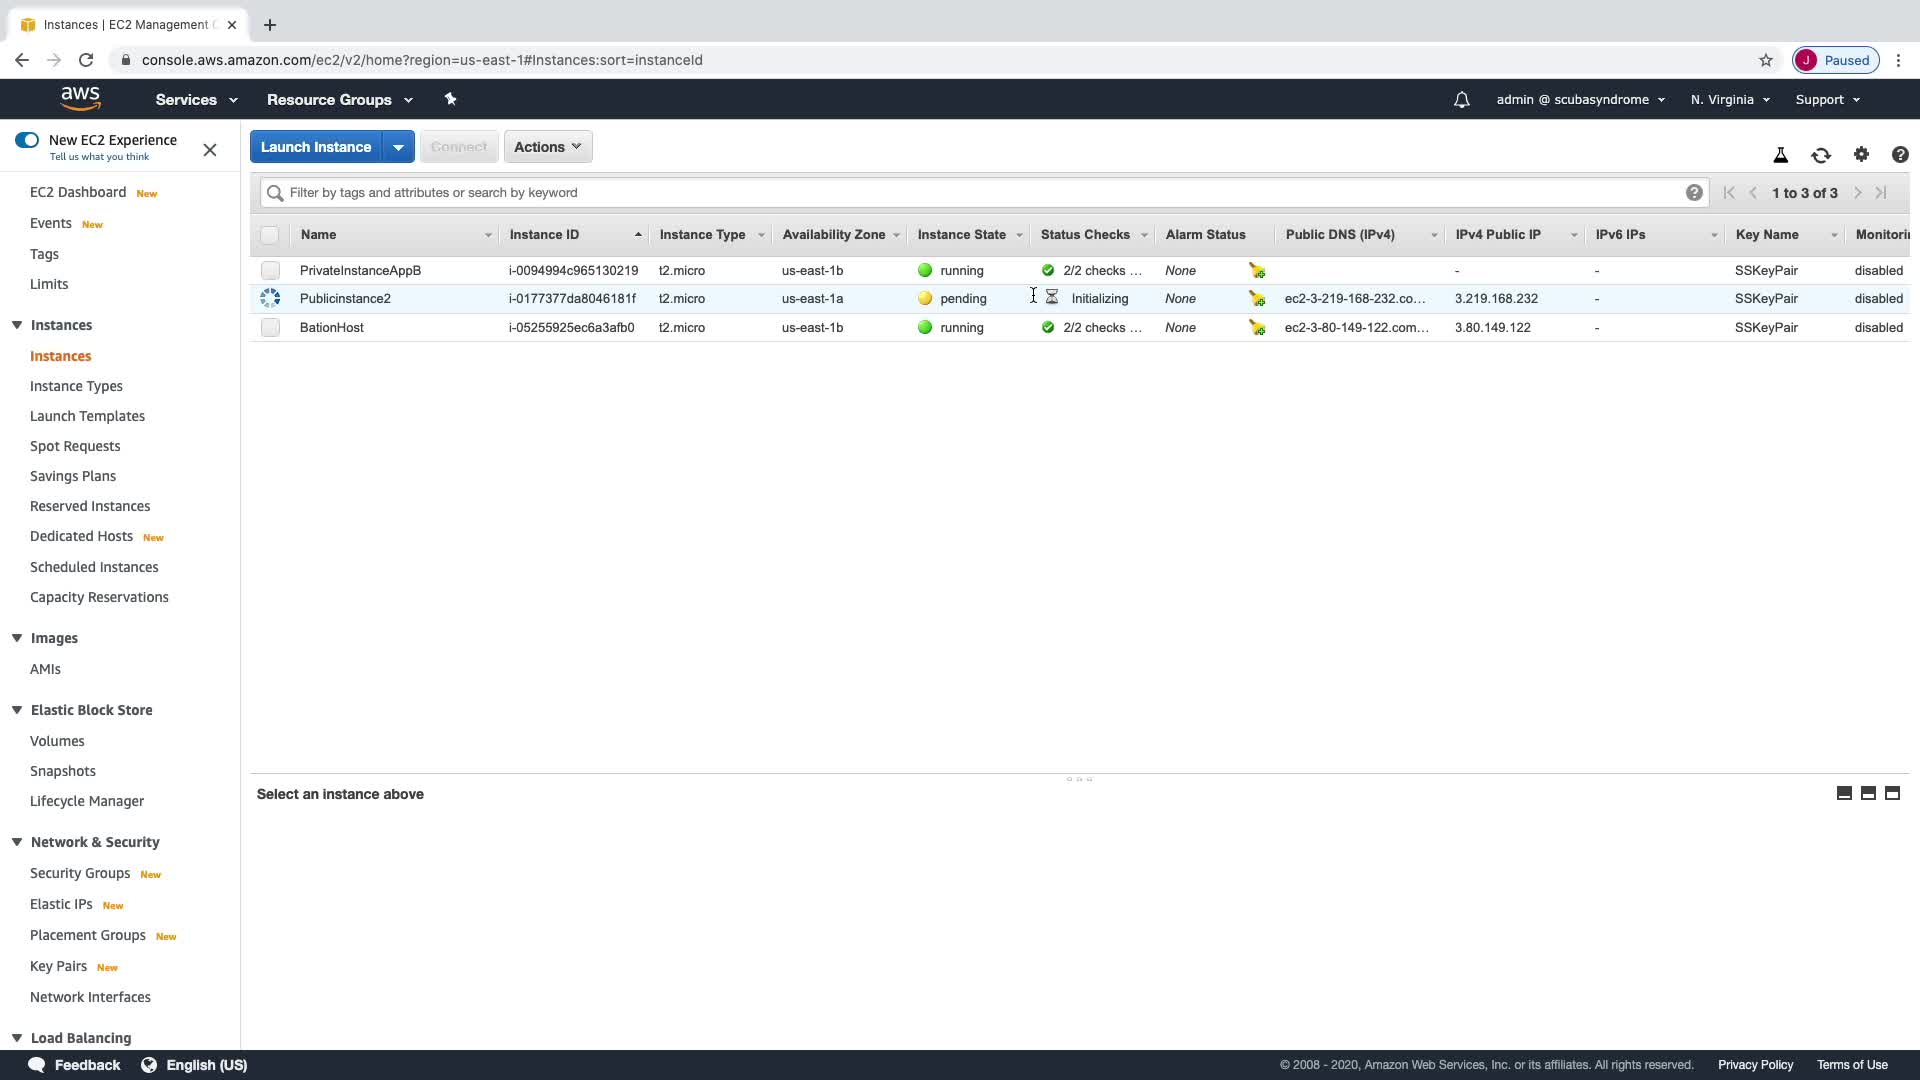 Instances | EC2 Management C
console.aws.amazon.com/ec2/v2/home?region=us-east-1#Instances:sort=instanceId
J Paused
aws Services Resource Groups admin @ scubasyndrome N. Virginia Support
New EC2 Experience
Tell us what you think
EC2 Dashboard New
Events New
Tags
Limits
Instances
Instances
Instance Types
Launch Templates
Spot Requests
Savings Plans
Reserved Instances
Dedicated Hosts New
Scheduled Instances
Capacity Reservations
Images
AMIs
Elastic Block Store
Volumes
Snapshots
Lifecycle Manager
Network & Security
Security Groups New
Elastic IPs New
Placement Groups New
Key Pairs New
Network Interfaces
Load Balancing
Launch Instance Connect Actions
Filter by tags and attributes or search by keyword 1 to 3 of 3
Name Instance ID Instance Type Availability Zone Instance State Status Checks Alarm Status Public DNS (IPv4) IPv4 Public IP IPv6 IPs Key Name Monitorin
PrivateInstanceAppB i-0094994c965130219 t2.micro us-east-1b running 2/2 checks ... None - - SSKeyPair disabled
Publicinstance2 i-0177377da8046181f t2.micro us-east-1a pending Initializing None ec2-3-219-168-232.co... 3.219.168.232 - SSKeyPair disabled
BationHost i-05255925ec6a3afb0 t2.micro us-east-1b running 2/2 checks ... None ec2-3-80-149-122.com... 3.80.149.122 - SSKeyPair disabled
Select an instance above
Feedback English (US) © 2008 - 2020, Amazon Web Services, Inc. or its affiliates. All rights reserved. Privacy Policy Terms of Use